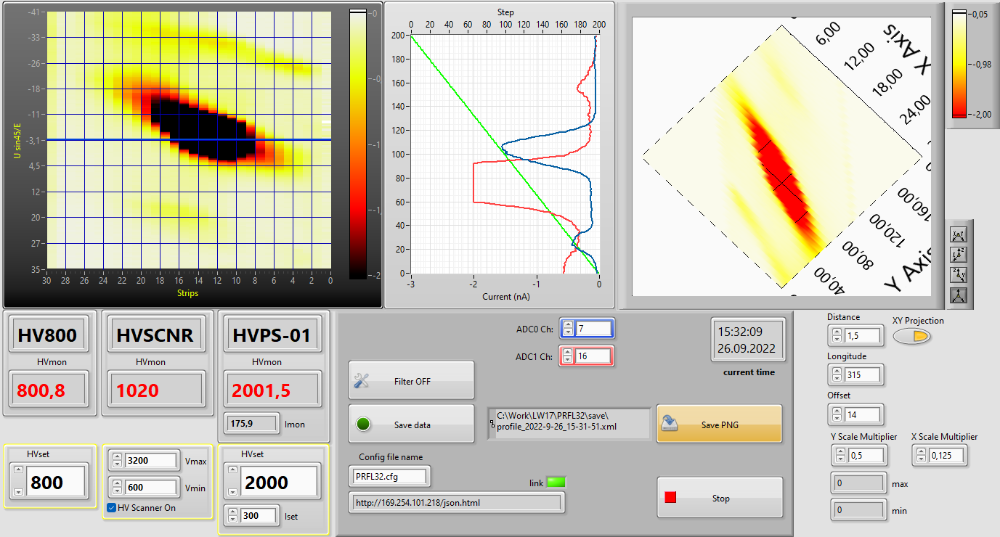 -41
-33
-26
-18
-11
-3,1
4,5
12
20
27
35
U sin45/E
30 28 26 24 22 20 18 16 14 12 10 8 6 4 2 0
Strips
-0
-0,
-1
-1,
-2
Step
0 20 40 60 80 100 120 140 160 180 200
200
180
160
140
120
100
80
60
40
20
0
-3 -2 -1 0
Current (nA)
X Axis
6,00
12,00
18,00
24,00
160,00
120,00
80,00
40,00
Y Axis
-0,05
-0,98
-2,00
HV800
HVmon
800,8
HVSCNR
HVmon
1020
HVPS-01
HVmon
2001,5
175,9 Imon
HVset
800
3200 Vmax
600 Vmin
HV Scanner On
HVset
2000
300 Iset
ADC0 Ch: 7
ADC1 Ch: 16
15:32:09
26.09.2022
current time
Filter OFF
Save data
C:\Work\LW17\PRFL32\save\
profile_2022-9-26_15-31-51.xml
Save PNG
Config file name
PRFL32.cfg
link
http://169.254.101.218/json.html
Stop
Distance
1,5
XY Projection
Longitude
315
Offset
14
Y Scale Multiplier X Scale Multiplier
0,5 0,125
0 max
0 min